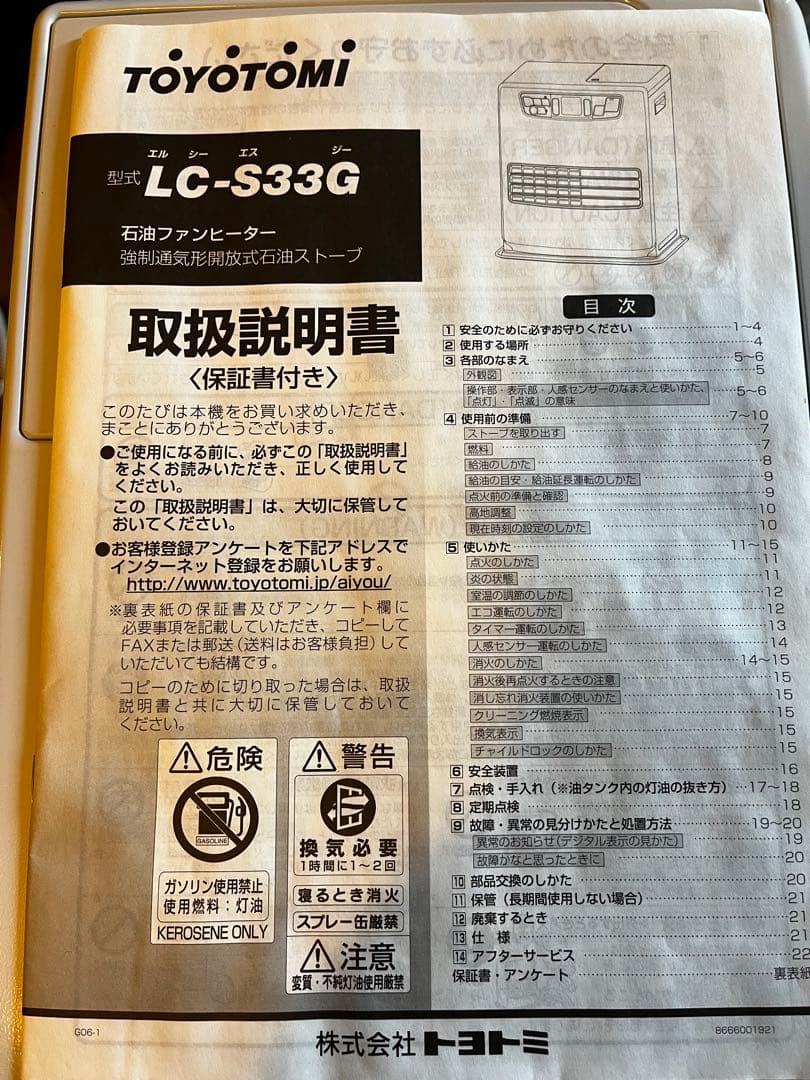 TOYOTOMI
エル シー エス ジー
型式 LC-S33G
石油ファンヒーター
強制通気形開放式石油ストーブ
取扱説明書
〈保証書付き〉
このたびは本機をお買い求めいただき、
まことにありがとうございます。
●ご使用になる前に、必ずこの「取扱説明書」
をよくお読みいただき、正しく使用して
ください。
この「取扱説明書」は、大切に保管して
おいてください。
●お客様登録アンケートを下記アドレスで
インターネット登録をお願いします。
http://www.toyotomi.jp/aiyou/
※裏表紙の保証書及びアンケート欄に
必要事項を記載していただき、コピーして
FAXまたは郵送(送料はお客様負担)して
いただいても結構です。
コピーのために切り取った場合は、取扱
説明書と共に大切に保管しておいて
ください。
危険
GASOLINE
ガソリン使用禁止
使用燃料：灯油
KEROSENE ONLY
警告
換気必要
1時間に1～2回
寝るとき消火
スプレー缶厳禁
注意
変質・不純灯油使用厳禁
目次
1 安全のために必ずお守りください 1～4
2 使用する場所 4
3 各部のなまえ 5～6
外観図 5
操作部・表示部・人感センサーのなまえと使いかた、
「点灯」・「点滅」の意味 5～6
4 使用前の準備 7～10
ストーブを取り出す 7
燃料 7
給油のしかた 8
給油の目安・給油延長運転のしかた 9
点火前の準備と確認 9
高地調整 10
現在時刻の設定のしかた 10
5 使いかた 11～15
点火のしかた 11
炎の状態 11
室温の調節のしかた 12
エコ運転のしかた 12
タイマー運転のしかた 13
人感センサー運転のしかた 14
消火のしかた 14～15
消火後再点火するときの注意 15
消し忘れ消火装置の使いかた 15
クリーニング燃焼表示 15
換気表示 15
チャイルドロックのしかた 15
6 安全装置 16
7 点検・手入れ(※油タンク内の灯油の抜き方) 17～18
8 定期点検 18
9 故障・異常の見分けかたと処置方法 19～20
異常のお知らせ(デジタル表示の見かた) 19
故障かなと思ったときに 20
10 部品交換のしかた 20
11 保管(長期間使用しない場合) 21
12 廃棄するとき 21
13 仕様 21
14 アフターサービス 22
保証書・アンケート 裏表紙
G06-1
8666001921
株式会社トヨトミ